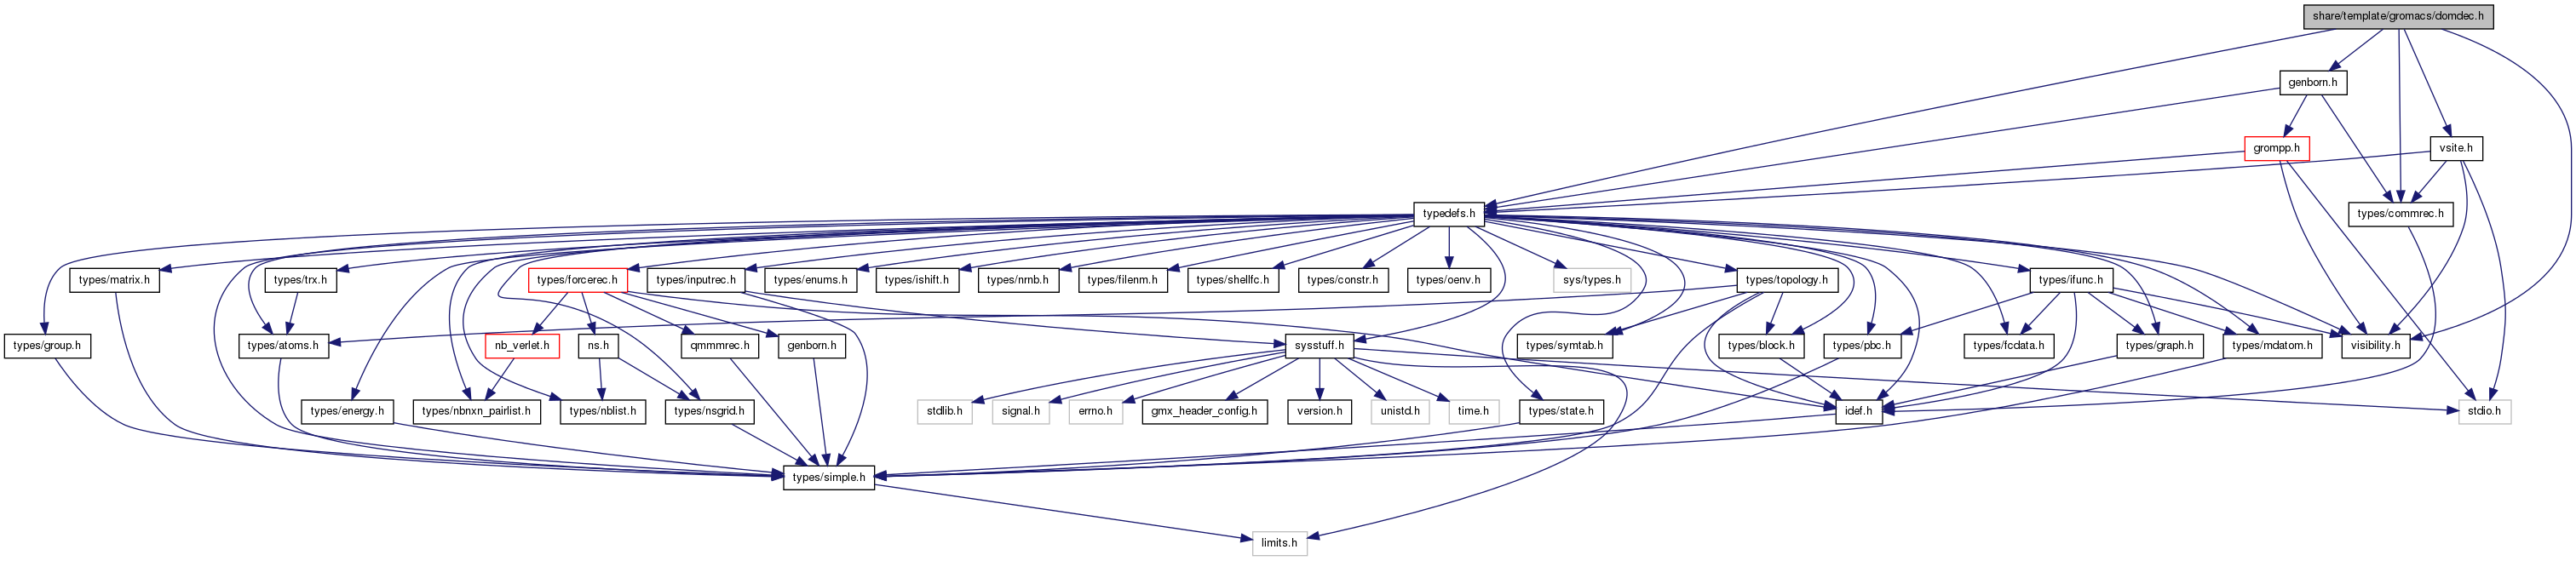 share/template/gromacs/domdec.h
genborn.h
grompp.h
vsite.h
typedefs.h
types/commrec.h
types/matrix.h
types/trx.h
types/forcerec.h
types/inputrec.h
types/enums.h
types/ishift.h
types/nrnb.h
types/filenm.h
types/shellfc.h
types/constr.h
types/oenv.h
sys/types.h
types/topology.h
types/ifunc.h
types/group.h
types/atoms.h
nb_verlet.h
ns.h
qmmmrec.h
genborn.h
sysstuff.h
types/symtab.h
types/block.h
types/pbc.h
types/fcdata.h
types/graph.h
types/mdatom.h
visibility.h
types/energy.h
types/nbnxn_pairlist.h
types/nblist.h
types/nsgrid.h
stdlib.h
signal.h
errno.h
gmx_header_config.h
version.h
unistd.h
time.h
types/state.h
idef.h
stdio.h
types/simple.h
limits.h